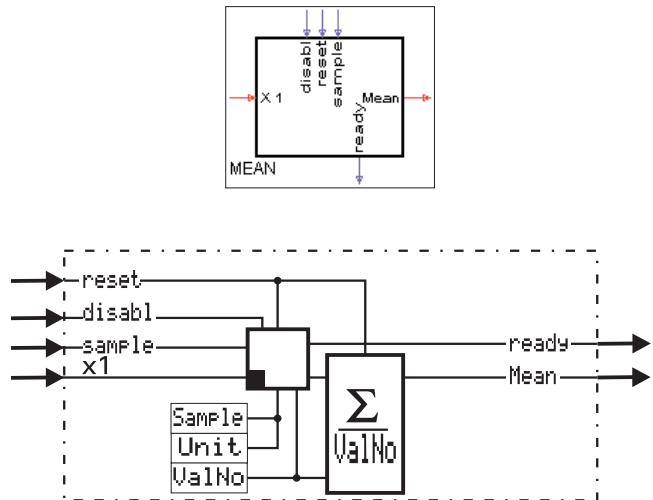 disabl
reset
sample
X 1
Mean
ready
MEAN
reset
disabl
sample
x1
ready
Mean
Sample
Unit
ValNo
Σ
ValNo